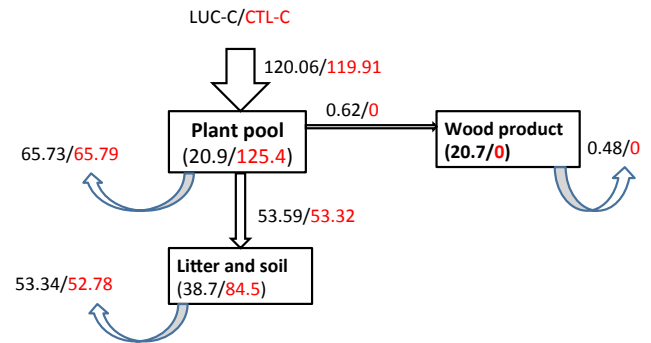 LUC-C/CTL-C
120.06/119.91
0.62/0
Plant pool
(20.9/125.4)
Wood product
(20.7/0)
65.73/65.79
0.48/0
53.59/53.32
Litter and soil
(38.7/84.5)
53.34/52.78